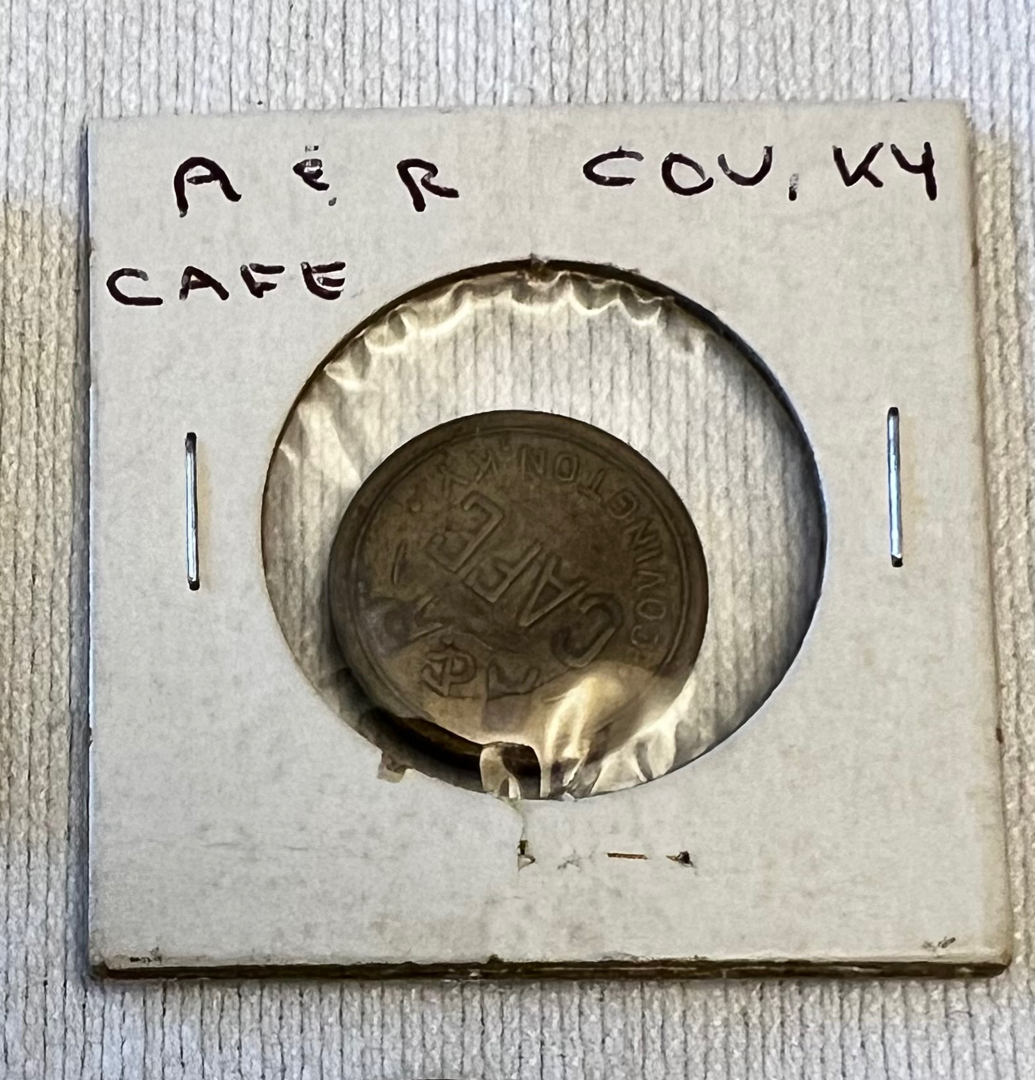 A & R COV, KY
CAFE
A & R
CAFE
COVINGTON, KY.